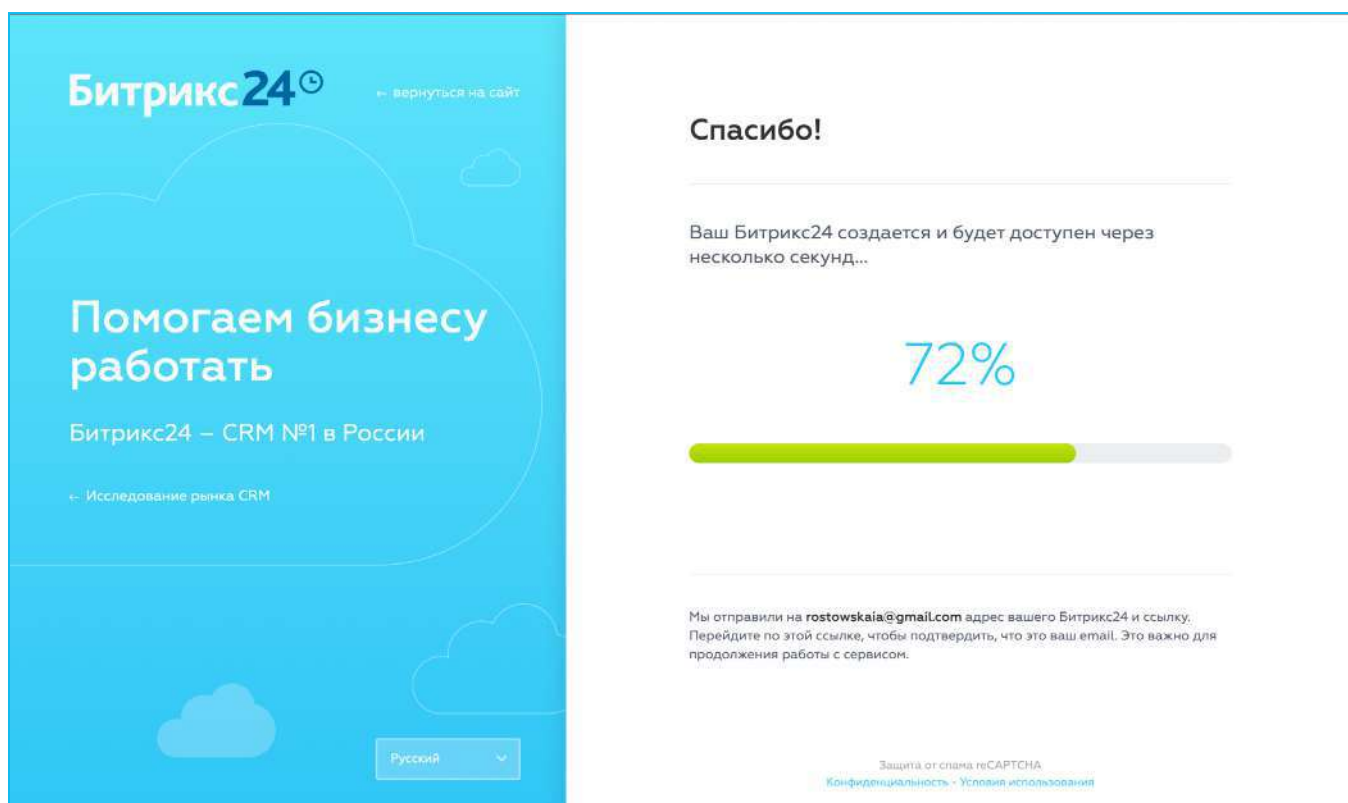 Битрикс24
← вернуться на сайт
Помогаем бизнесу
работать
Битрикс24 – CRM №1 в России
← Исследование рынка CRM
Русский
Спасибо!
Ваш Битрикс24 создается и будет доступен через
несколько секунд...
72%
Мы отправили на rostowskaia@gmail.com адрес вашего Битрикс24 и ссылку.
Перейдите по этой ссылке, чтобы подтвердить, что это ваш email. Это важно для
продолжения работы с сервисом.
Защита от спама reCAPTCHA
Конфиденциальность - Условия использования